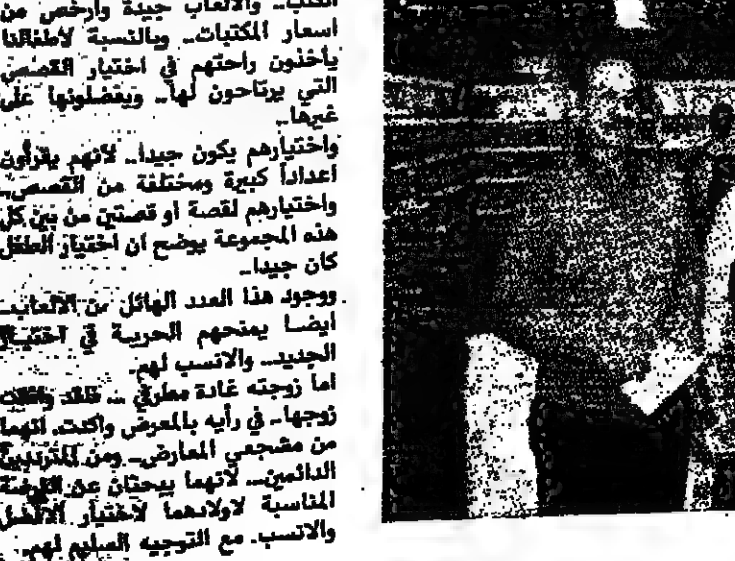 الكتب.. والالعاب جيدة وارخص من
اسعار المكتبات.. وبالنسبة لاطفالنا
يأخذون راحتهم في اختيار القصص
التي يرتاحون لها.. ويفضلونها على
غيرها..
واختيارهم يكون جيدا.. لانهم يقرأون
اعداداً كبيرة ومختلفة من القصص..
واختيارهم لقصة او قصتين من بين كل
هذه المجموعة يوضح ان اختيار الطفل
كان جيدا..
ووجود هذا العدد الهائل من الالعاب..
ايضا يمنحهم الحرية في اختيار
الجديد.. والانسب لهم.
اما زوجته غادة مطرفي ... فلقد وافقت
زوجها.. في رأيه بالمعرض واكدت انهما
من مشجعي المعارض.. ومن المترددين
الدائمين.. لانهما يبحثان عن الفرصة
المناسبة لاولادهما لاختيار الافضل
والانسب. مع التوجيه السليم لهم..